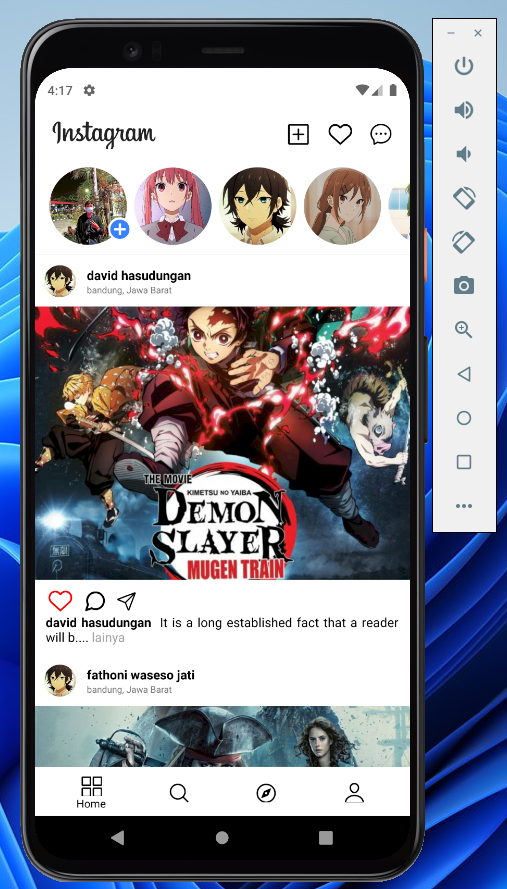 4:17
Instagram
david hasudungan
bandung, Jawa Barat
THE MOVIE
KIMETSU NO YAIBA
DEMON
SLAYER
MUGEN TRAIN
david hasudungan It is a long established fact that a reader
will b.... lainya
fathoni waseso jati
bandung, Jawa Barat
Home